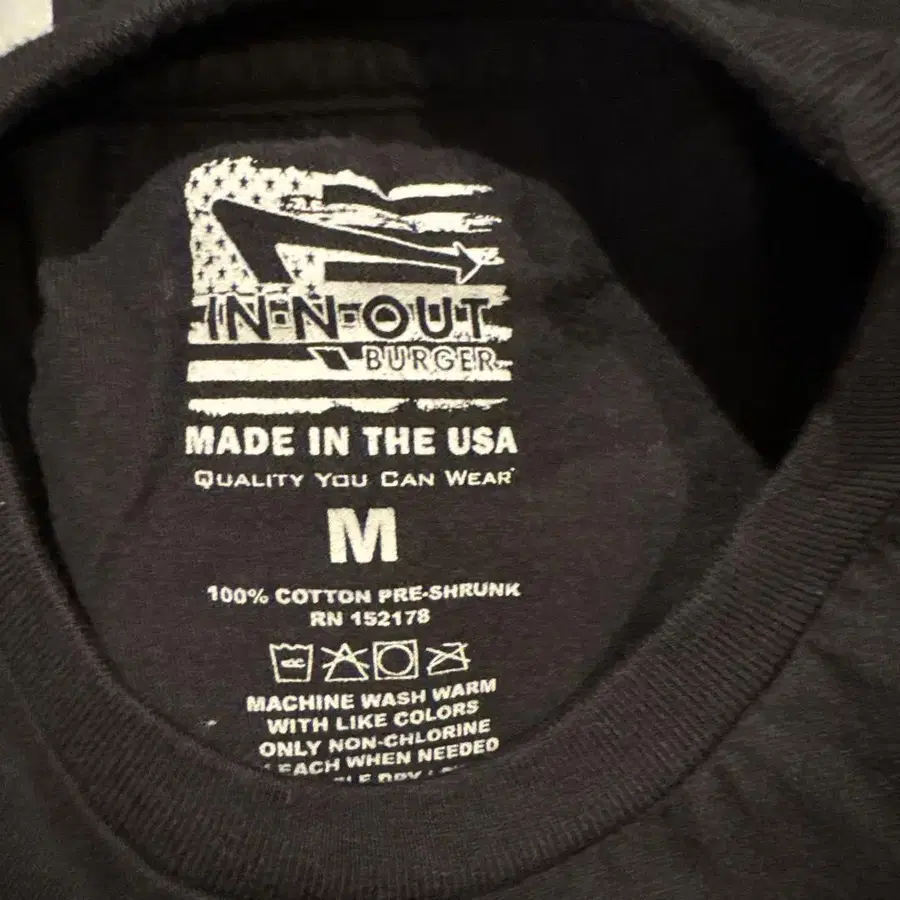 IN-N-OUT
BURGER
MADE IN THE USA
QUALITY YOU CAN WEAR
M
100% COTTON PRE-SHRUNK
RN 152178
MACHINE WASH WARM
WITH LIKE COLORS
ONLY NON-CHLORINE
WHEN NEEDED
DRY